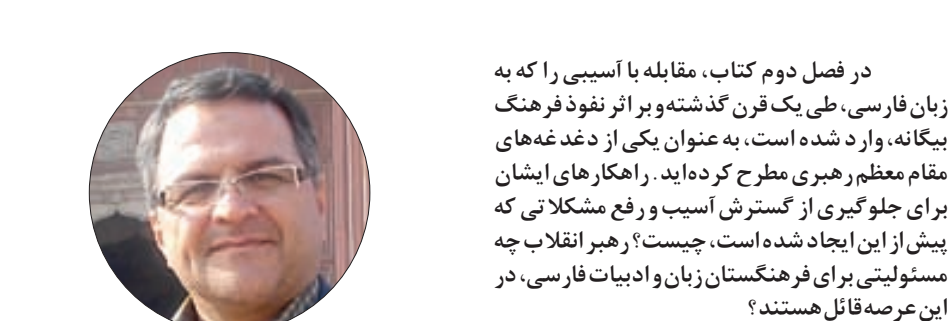 در فصل دوم کتاب، مقابله با آسیبی را که به
زبان فارسی، طی یک قرن گذشته‌و بر اثر نفوذ فرهنگ
بیگانه، وارد شده است، به عنوان یکی از دغدغه‌های
مقام معظم رهبری مطرح کرده‌اید. راهکارهای ایشان
برای جلوگیری از گسترش آسیب و رفع مشکلاتی که
پیش از این ایجاد شده است، چیست؟ رهبر انقلاب چه
مسئولیتی برای فرهنگستان زبان و ادبیات فارسی، در
این عرصه قائل هستند؟